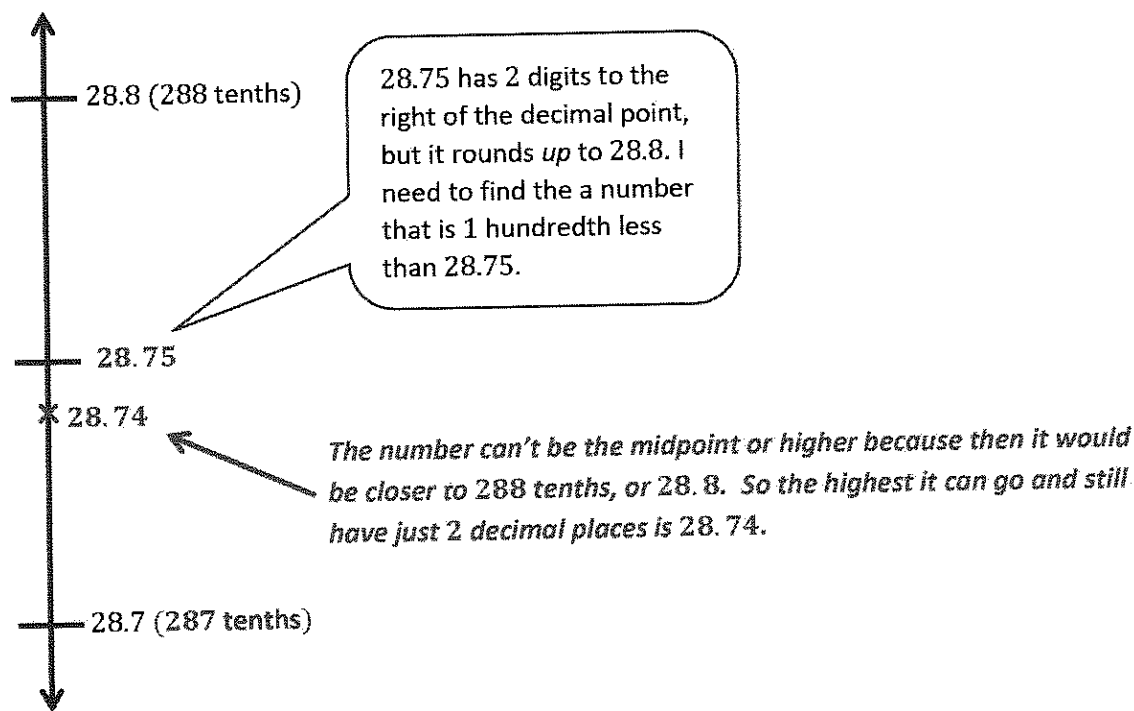 28.8 (288 tenths)
28.75 has 2 digits to the
right of the decimal point,
but it rounds up to 28.8. I
need to find the a number
that is 1 hundredth less
than 28.75.
28.75
28.74
The number can't be the midpoint or higher because then it would
be closer to 288 tenths, or 28.8. So the highest it can go and still
have just 2 decimal places is 28.74.
28.7 (287 tenths)